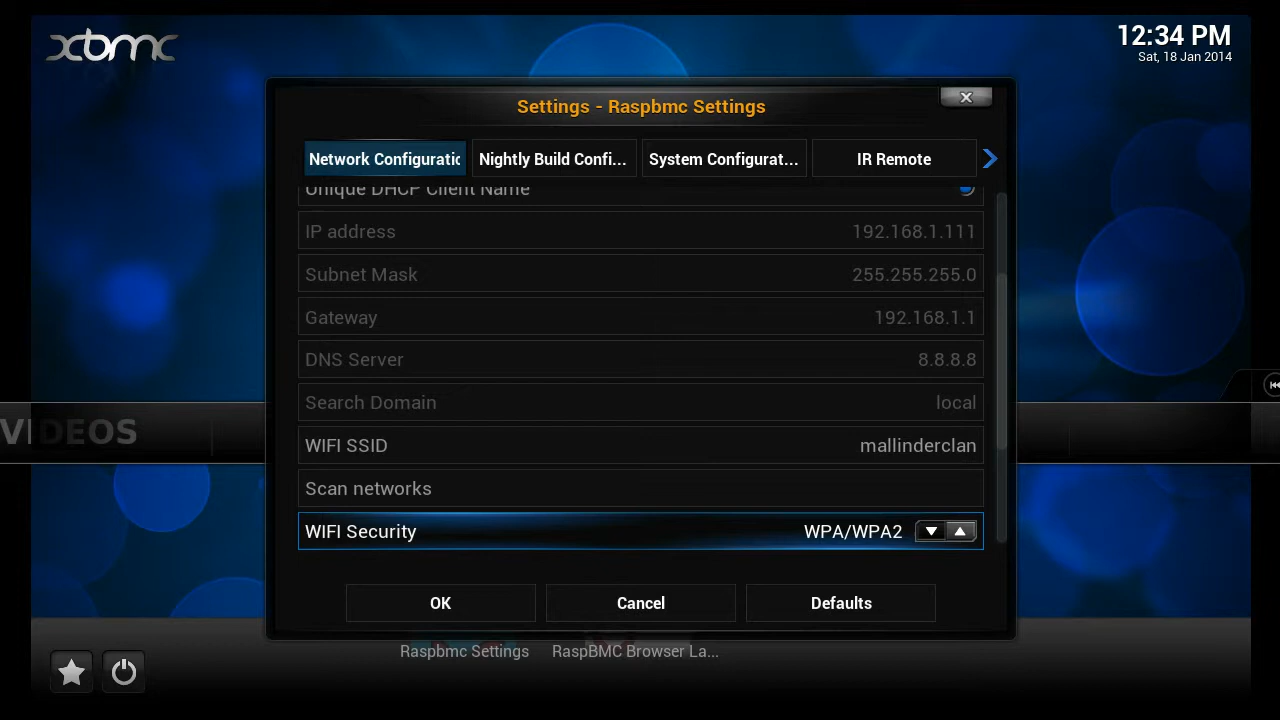 xbmc
12:34 PM
Sat, 18 Jan 2014
Settings - Raspbmc Settings
x
Network Configuratic
Nightly Build Confi...
System Configurat...
IR Remote
Unique DHCP Client Name
IP address 192.168.1.111
Subnet Mask 255.255.255.0
Gateway 192.168.1.1
DNS Server 8.8.8.8
Search Domain local
VIDEOS
WIFI SSID mallinderclan
Scan networks
WIFI Security WPA/WPA2
OK
Cancel
Defaults
Raspbmc Settings
RaspBMC Browser La...